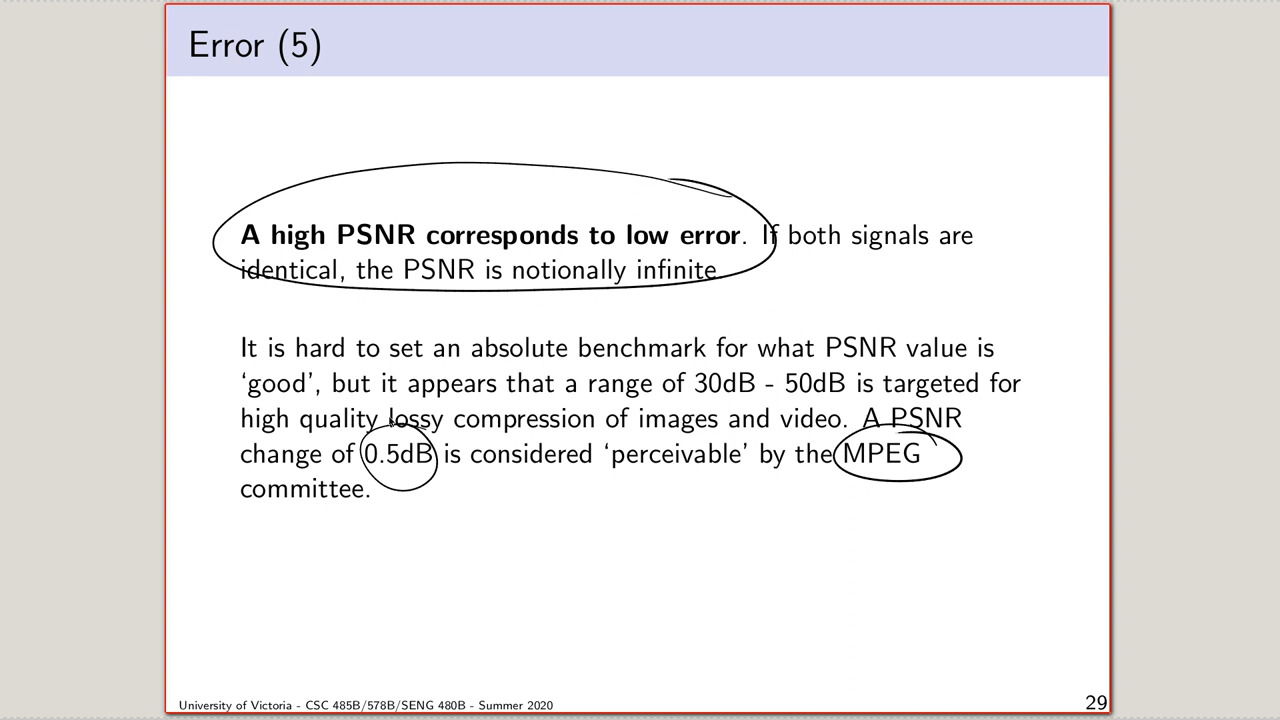 Error (5)
A high PSNR corresponds to low error. If both signals are
identical, the PSNR is notionally infinite.
It is hard to set an absolute benchmark for what PSNR value is
‘good’, but it appears that a range of 30dB - 50dB is targeted for
high quality lossy compression of images and video. A PSNR
change of 0.5dB is considered ‘perceivable’ by the MPEG
committee.
University of Victoria - CSC 485B/578B/SENG 480B - Summer 2020
29